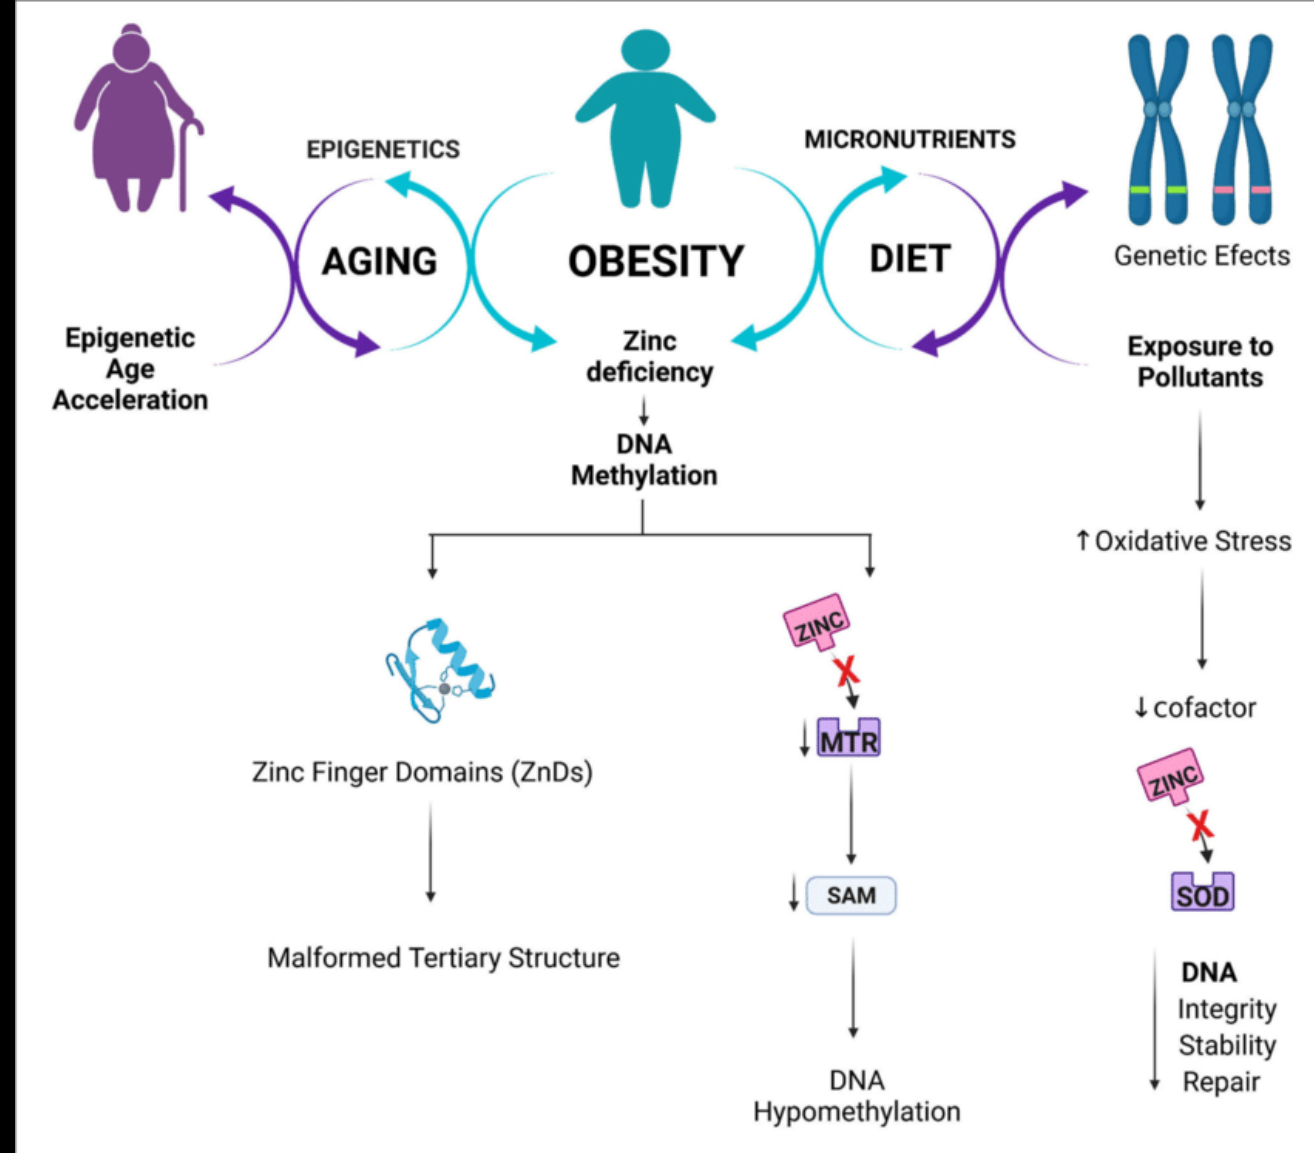 EPIGENETICS
MICRONUTRIENTS
AGING
OBESITY
DIET
Genetic Efects
Epigenetic
Age
Acceleration
Zinc
deficiency
Exposure to
Pollutants
DNA
Methylation
↑Oxidative Stress
ZINC
X
↓MTR
↓cofactor
Zinc Finger Domains (ZnDs)
ZINC
X
SOD
↓ SAM
Malformed Tertiary Structure
DNA
Integrity
Stability
Repair
DNA
Hypomethylation